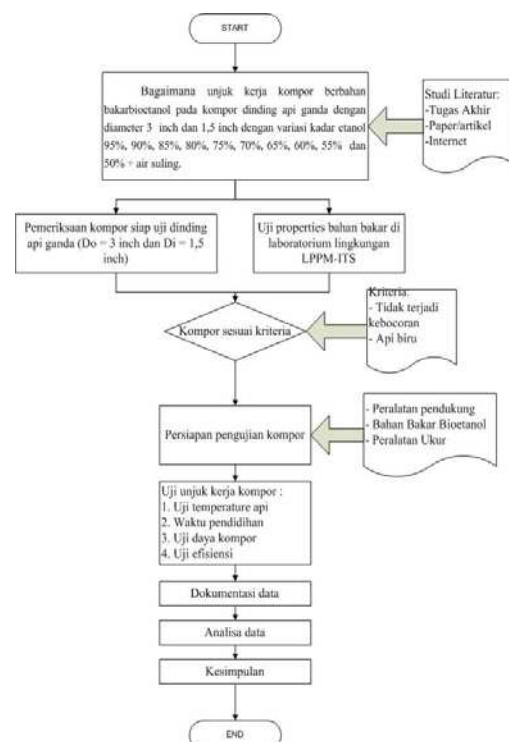 START
Bagaimana unjuk kerja kompor berbahan
bakarbioetanol pada kompor dinding api ganda dengan
diameter 3 inch dan 1,5 inch dengan variasi kadar etanol
95%, 90%, 85%, 80%, 75%, 70%, 65%, 60%, 55% dan
50% + air suling.
Studi Literatur:
-Tugas Akhir
-Paper/artikel
-Internet
Pemeriksaan kompor siap uji dinding
api ganda (Do = 3 inch dan Di = 1,5
inch)
Uji properties bahan bakar di
laboratorium lingkungan
LPPM-ITS
Kompor sesuai kriteria
Kriteria:
- Tidak terjadi
kebocoran
- Api biru
Persiapan pengujian kompor
- Peralatan pendukung
- Bahan Bakar Bioetanol
- Peralatan Ukur
Uji unjuk kerja kompor :
1. Uji temperature api
2. Waktu pendidihan
3. Uji daya kompor
4. Uji efisiensi
Dokumentasi data
Analisa data
Kesimpulan
END